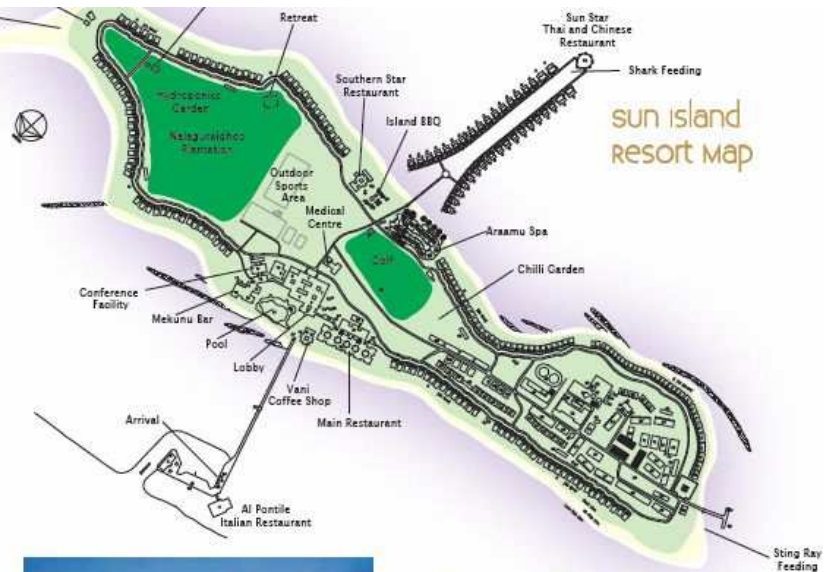 Retreat
Sun Star
Thai and Chinese
Restaurant
Shark Feeding
Southern Star
Restaurant
Island BBQ
sun island
Resort Map
Hydroponics
Garden
Plantation
Outdoor
Sports
Area
Medical
Centre
Araamu Spa
Golf
Chilli Garden
Conference
Facility
Mekunu Bar
Pool
Lobby
Vani
Coffee Shop
Main Restaurant
Arrival
Al Pontile
Italian Restaurant
Sting Ray
Feeding